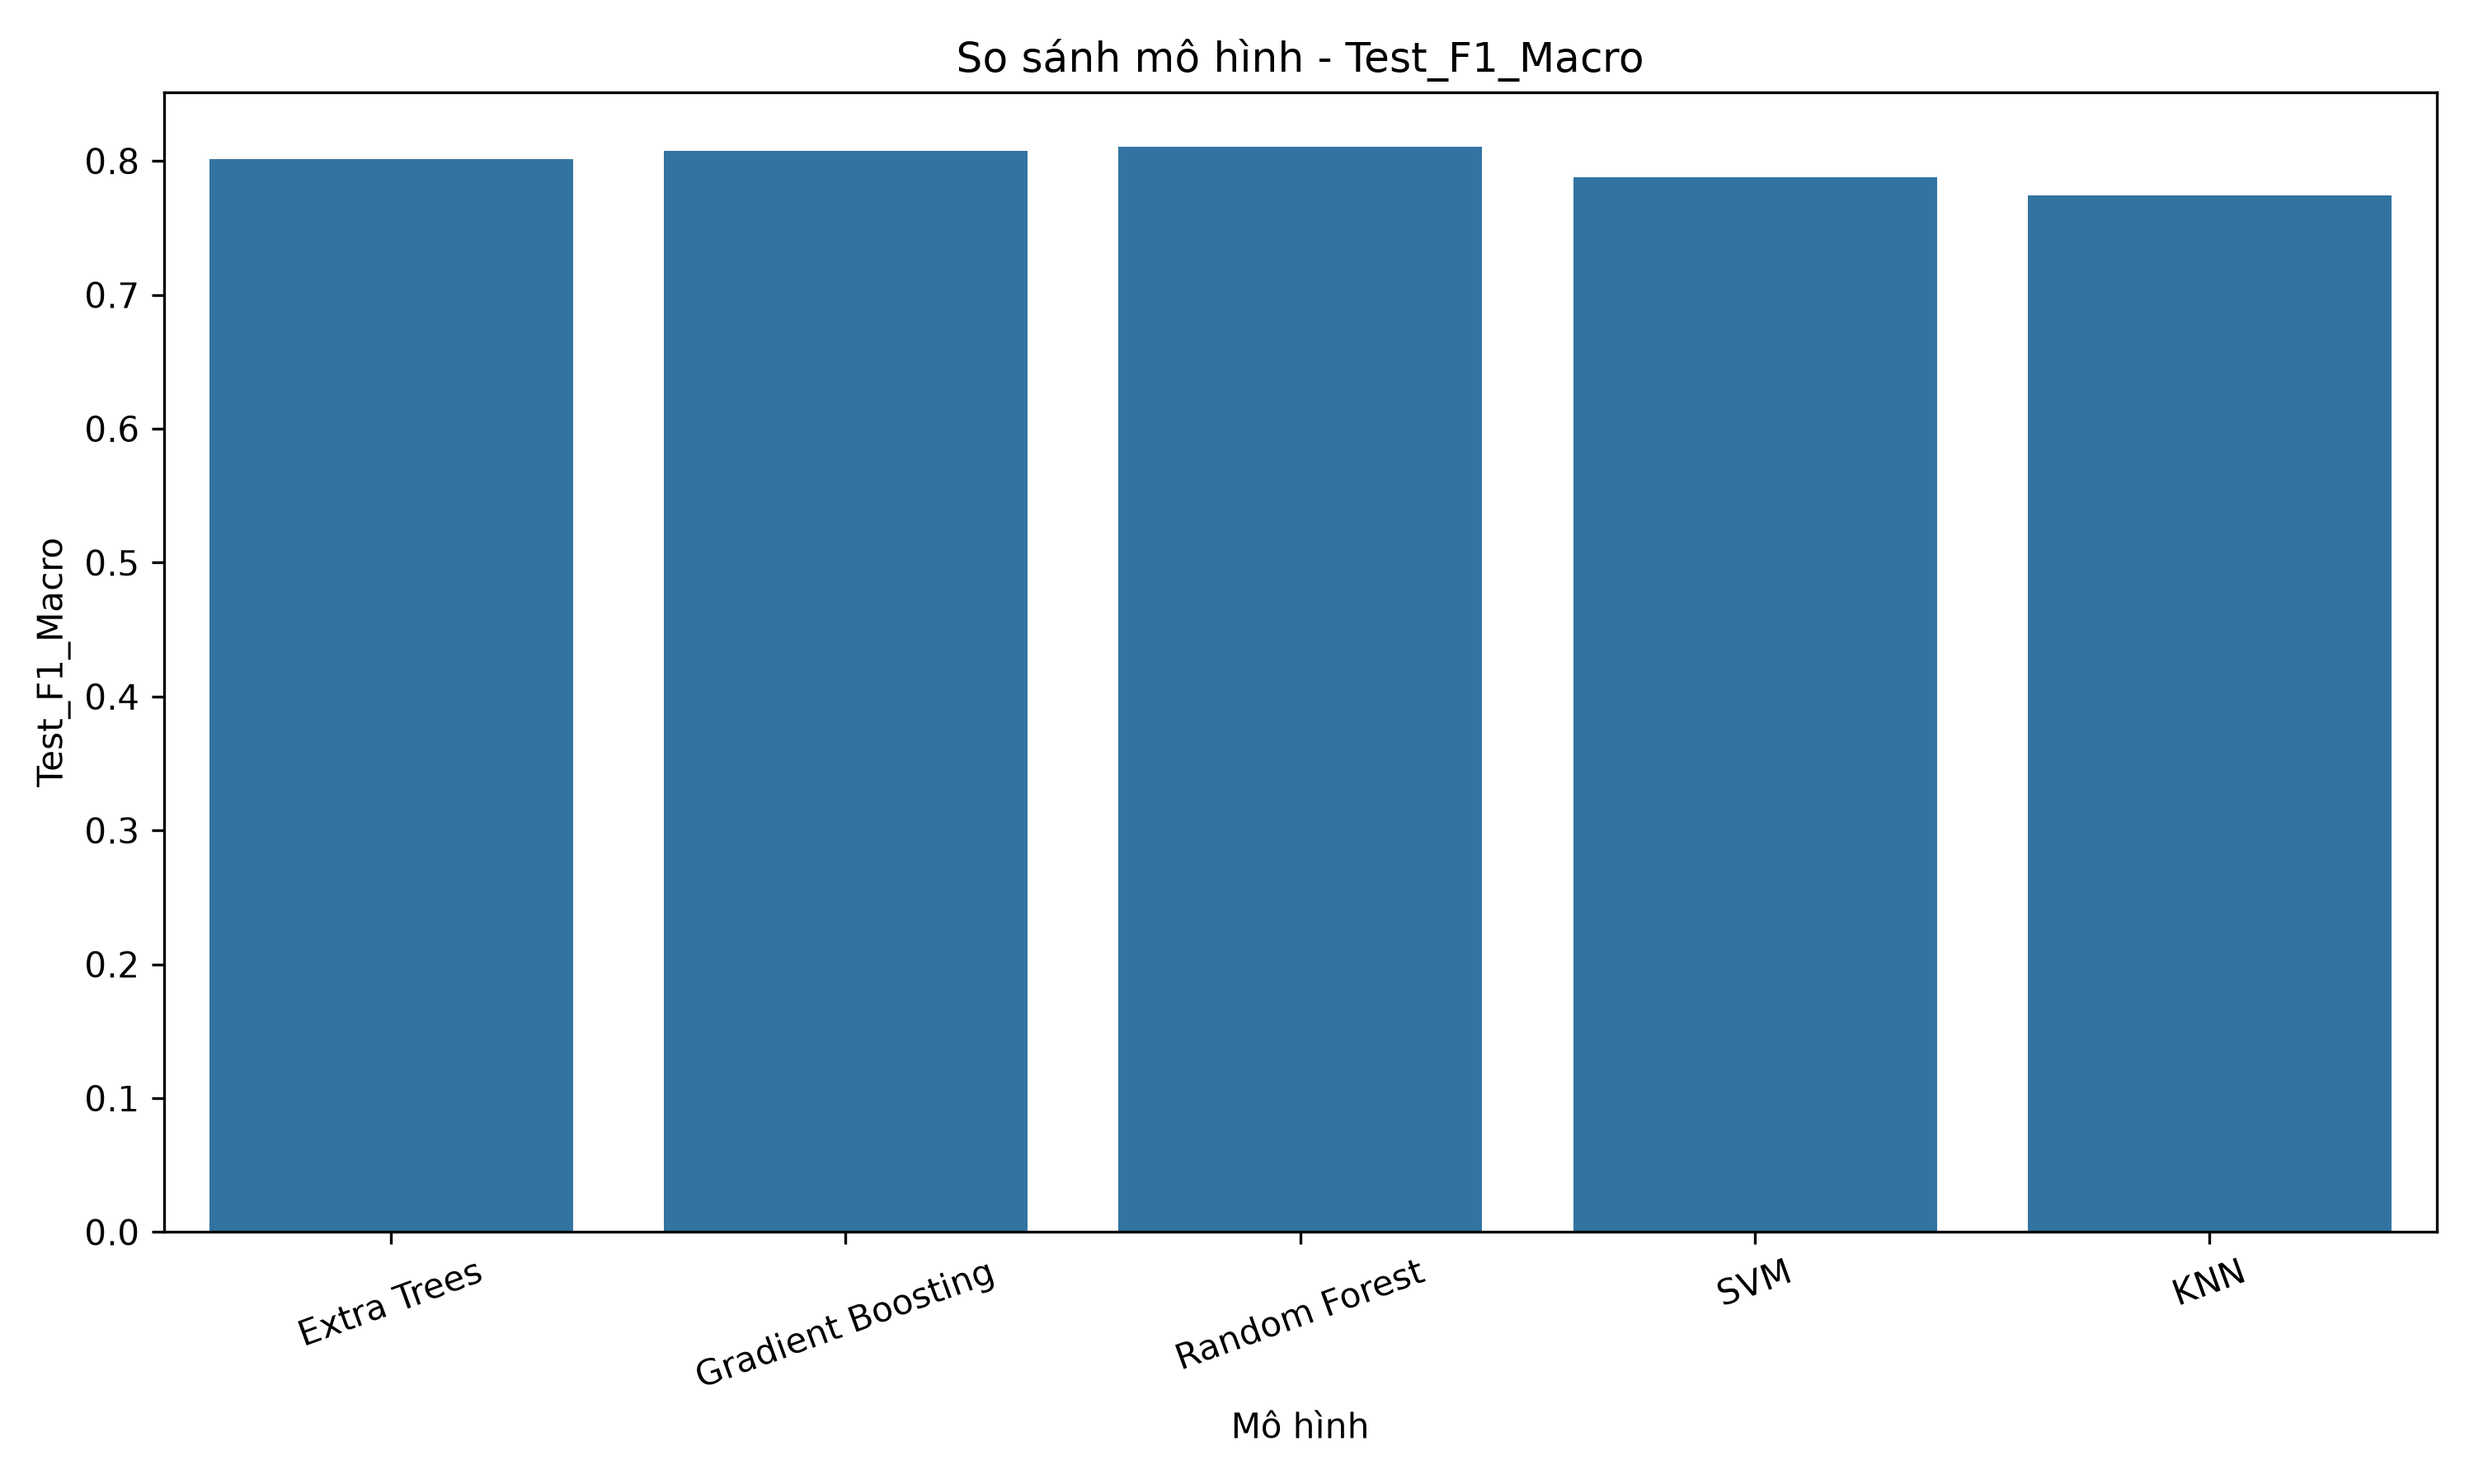 So sánh mô hình - Test_F1_Macro
Test_F1_Macro
0.8
0.7
0.6
0.5
0.4
0.3
0.2
0.1
0.0
Extra Trees
Gradient Boosting
Random Forest
SVM
KNN
Mô hình